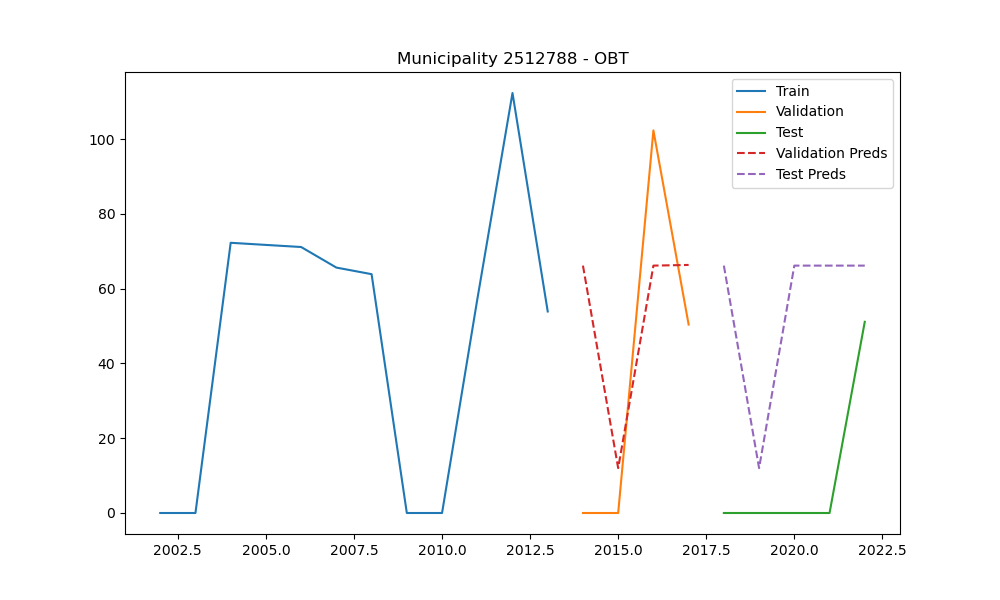 Municipality 2512788 - OBT
Train
Validation
Test
Validation Preds
Test Preds
100
80
60
40
20
0
2002.5 2005.0 2007.5 2010.0 2012.5 2015.0 2017.5 2020.0 2022.5